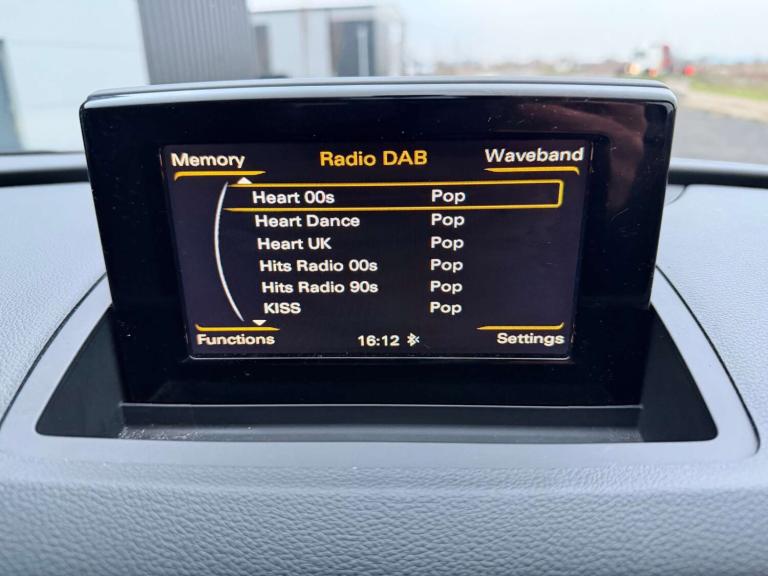 Memory Radio DAB Waveband
Heart 00s Pop
Heart Dance Pop
Heart UK Pop
Hits Radio 00s Pop
Hits Radio 90s Pop
KISS Pop
Functions 16:12 Settings